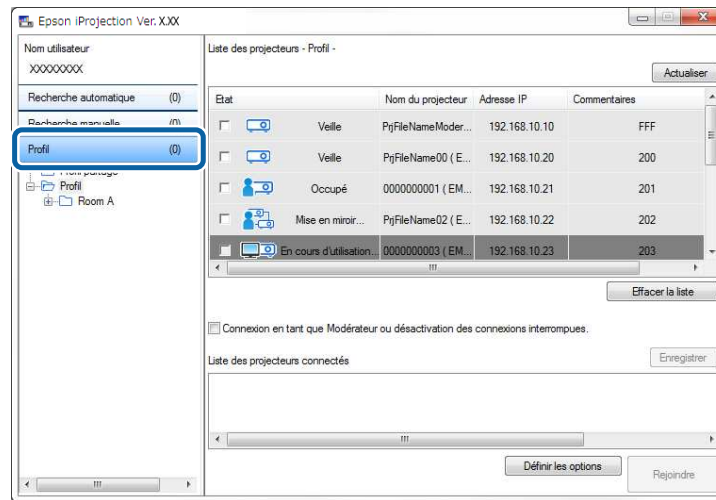 Epson iProjection Ver. X.XX
Nom utilisateur
XXXXXXXX
Recherche automatique (0)
Recherche manuelle (0)
Profil (0)
Profil partagé
Profil
Room A
Liste des projecteurs - Profil -
Actualiser
Etat Nom du projecteur Adresse IP Commentaires
Veille PrjFileNameModer... 192.168.10.10 FFF
Veille PrjFileName00 ( E... 192.168.10.20 200
Occupé 0000000001 ( EM... 192.168.10.21 201
Mise en miroir... PrjFileName02 ( E... 192.168.10.22 202
En cours d'utilisation... 0000000003 ( EM... 192.168.10.23 203
Effacer la liste
Connexion en tant que Modérateur ou désactivation des connexions interrompues.
Liste des projecteurs connectés
Enregistrer
Définir les options
Rejoindre